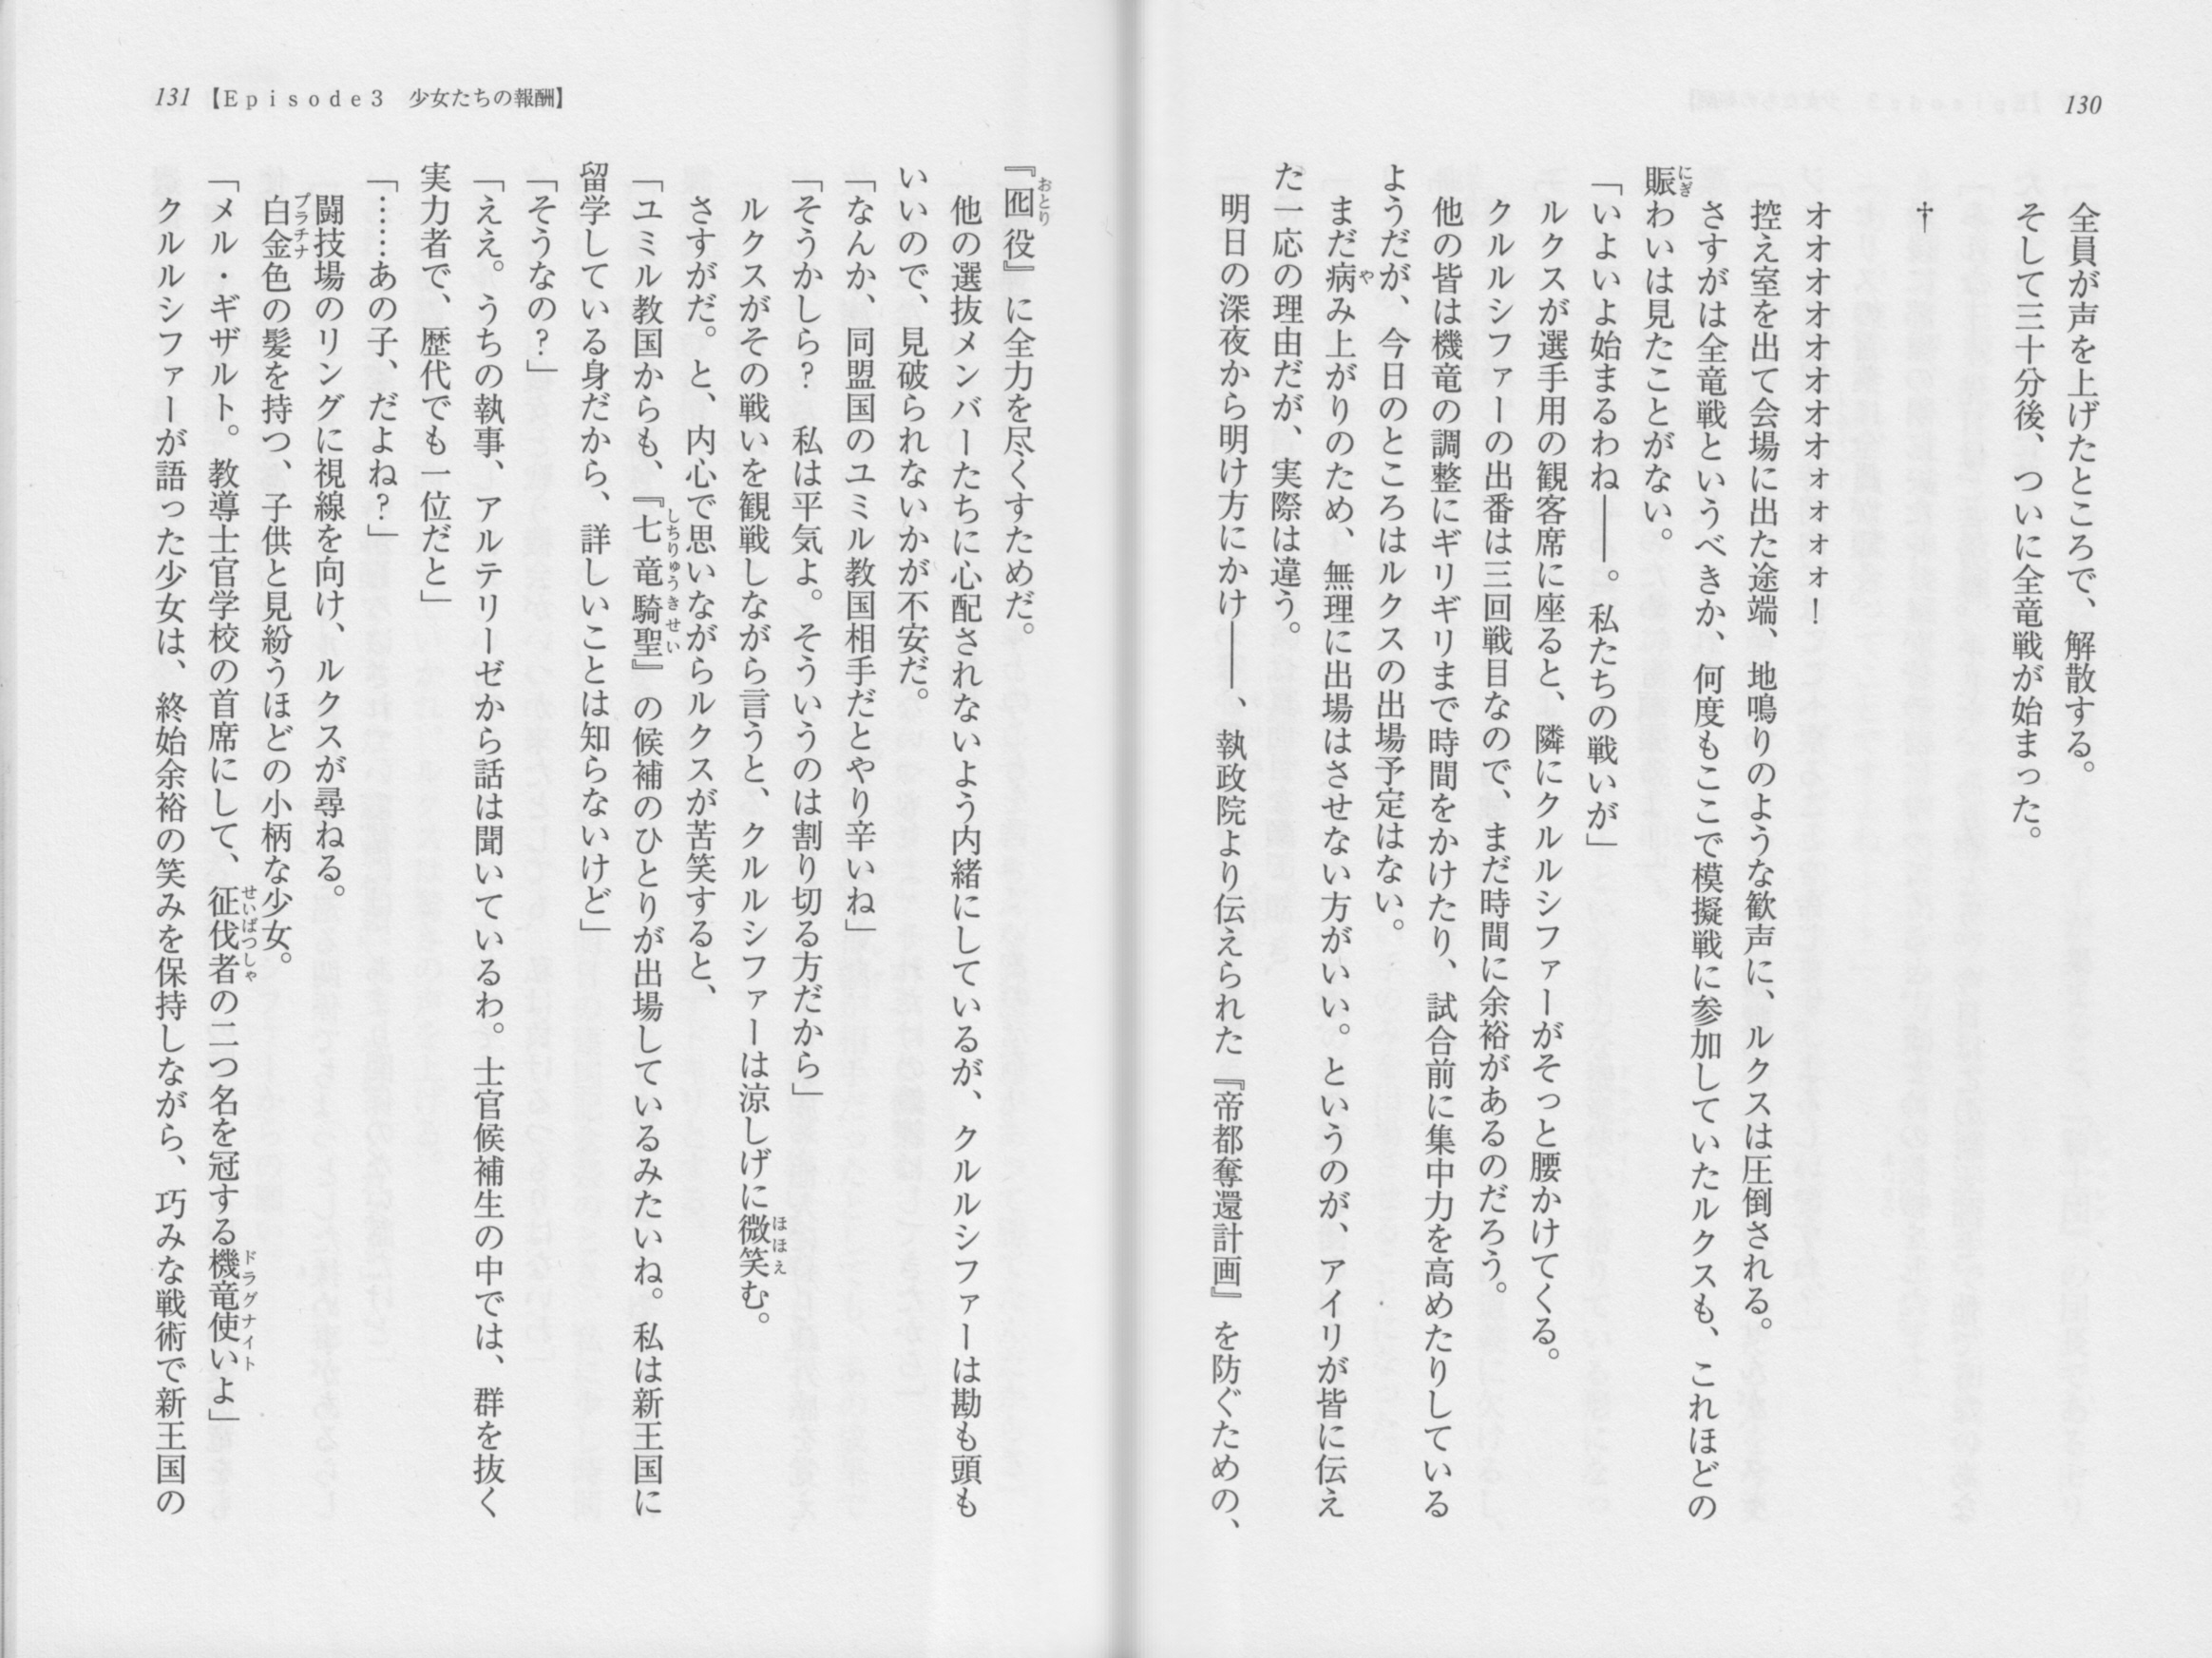 130
全員が声を上げたところで、解散する。
そして三十分後、ついに全竜戦が始まった。
†
オオオオオオオオオォォォォ！
控え室を出て会場に出た途端、地鳴りのような歓声に、ルクスは圧倒される。
さすがは全竜戦というべきか、何度もここで模擬戦に参加していたルクスも、これほどの
賑わいは見たことがない。
「いよいよ始まるわね――。私たちの戦いが」
ルクスが選手用の観客席に座ると、隣にクルルシファーがそっと腰かけてくる。
クルルシファーの出番は三回戦目なので、まだ時間に余裕があるのだろう。
他の皆は機竜の調整にギリギリまで時間をかけたり、試合前に集中力を高めたりしている
ようだが、今日のところはルクスの出場予定はない。
まだ病み上がりのため、無理に出場はさせない方がいい。というのが、アイリが皆に伝え
た一応の理由だが、実際は違う。
明日の深夜から明け方にかけ――、執政院より伝えられた『帝都奪還計画』を防ぐための、
131【Episode3　少女たちの報酬】
『囮役』に全力を尽くすためだ。
他の選抜メンバーたちに心配されないよう内緒にしているが、クルルシファーは勘も頭も
いいので、見破られないかが不安だ。
「なんか、同盟国のユミル教国相手だとやり辛いね」
「そうかしら？　私は平気よ。そういうのは割り切る方だから」
ルクスがその戦いを観戦しながら言うと、クルルシファーは涼しげに微笑む。
さすがだ。と、内心で思いながらルクスが苦笑すると、
「ユミル教国からも、『七竜騎聖』の候補のひとりが出場しているみたいね。私は新王国に
留学している身だから、詳しいことは知らないけど」
「そうなの？」
「ええ。うちの執事、アルテリーゼから話は聞いているわ。士官候補生の中では、群を抜く
実力者で、歴代でも一位だと」
「……あの子、だよね？」
闘技場のリングに視線を向け、ルクスが尋ねる。
白金色の髪を持つ、子供と見紛うほどの小柄な少女。
「メル・ギザルト。教導士官学校の首席にして、征伐者の二つ名を冠する機竜使いよ」
クルルシファーが語った少女は、終始余裕の笑みを保持しながら、巧みな戦術で新王国の